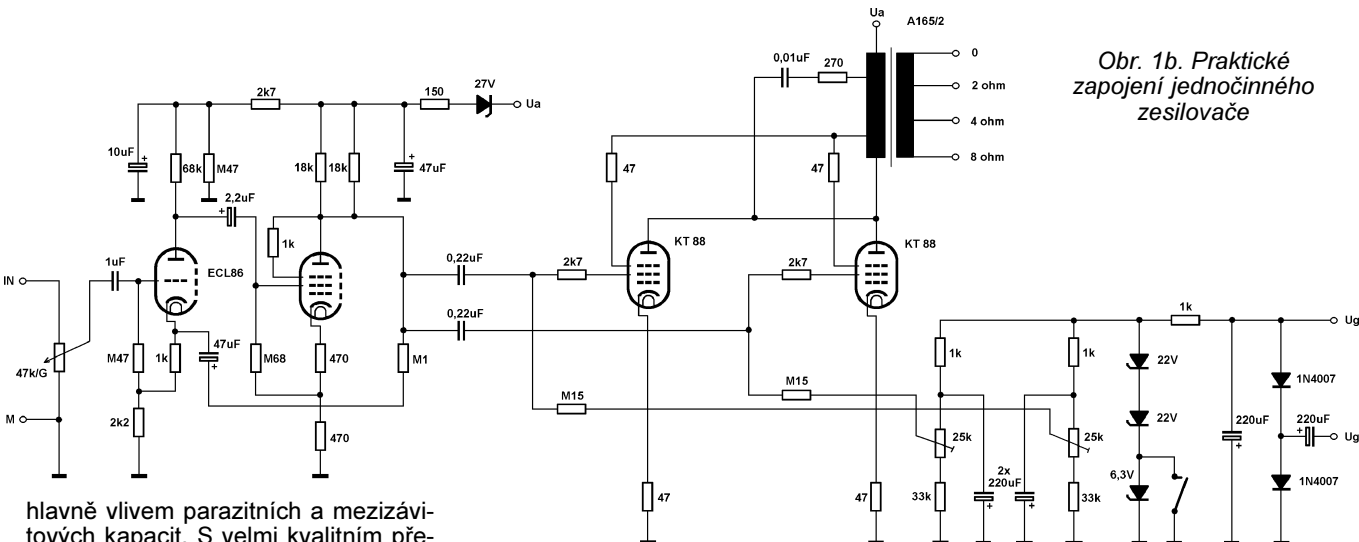 Ua
A165/2
0
0,01uF
270
2 ohm
4 ohm
8 ohm
Obr. 1b. Praktické
zapojení jednočinného
zesilovače
27V
2k7
150
Ua
10uF
68k
M47
18k
18k
47uF
47
47
2,2uF
1k
KT 88
KT 88
1uF
ECL86
0,22uF
2k7
2k7
IN
0,22uF
1k
Ug
47uF
M47
1k
M68
470
M1
1k
1k
22V
47k/G
M15
1N4007
M15
22V
220uF
220uF
Ug
M
2k2
470
25k
25k
2x
220uF
6,3V
1N4007
47
47
33k
33k
hlavně vlivem parazitních a mezizávi-
tových kapacit. S velmi kvalitním pře-